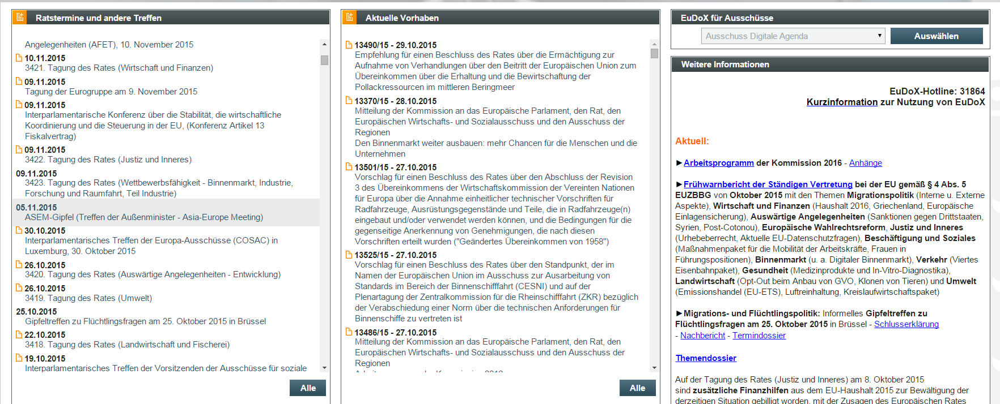 Ratstermine und andere Treffen
Angelegenheiten (AFET), 10. November 2015
10.11.2015
3421. Tagung des Rates (Wirtschaft und Finanzen)
09.11.2015
Tagung der Eurogruppe am 9. November 2015
09.11.2015
Interparlamentarische Konferenz über die Stabilität, die wirtschaftliche
Koordinierung und die Steuerung in der EU, (Konferenz Artikel 13
Fiskalvertrag)
09.11.2015
3422. Tagung des Rates (Justiz und Inneres)
09.11.2015
3423. Tagung des Rates (Wettbewerbsfähigkeit - Binnenmarkt, Industrie,
Forschung und Raumfahrt, Teil Industrie)
05.11.2015
ASEM-Gipfel (Treffen der Außenminister - Asia-Europe Meeting)
30.10.2015
Interparlamentarisches Treffen der Europa-Ausschüsse (COSAC) in
Luxemburg, 30. Oktober 2015
26.10.2015
3420. Tagung des Rates (Auswärtige Angelegenheiten - Entwicklung)
26.10.2015
3419. Tagung des Rates (Umwelt)
25.10.2015
Gipfeltreffen zu Flüchtlingsfragen am 25. Oktober 2015 in Brüssel
22.10.2015
3418. Tagung des Rates (Landwirtschaft und Fischerei)
19.10.2015
Interparlamentarisches Treffen der Vorsitzenden der Ausschüsse für soziale
Alle
Aktuelle Vorhaben
13490/15 - 29.10.2015
Empfehlung für einen Beschluss des Rates über die Ermächtigung zur
Aufnahme von Verhandlungen über den Beitritt der Europäischen Union zum
Übereinkommen über die Erhaltung und die Bewirtschaftung der
Pollackressourcen im mittleren Beringmeer
13370/15 - 28.10.2015
Mitteilung der Kommission an das Europäische Parlament, den Rat, den
Europäischen Wirtschafts- und Sozialausschuss und den Ausschuss der
Regionen
Den Binnenmarkt weiter ausbauen: mehr Chancen für die Menschen und die
Unternehmen
13501/15 - 27.10.2015
Vorschlag für einen Beschluss des Rates über den Abschluss der Revision
3 des Übereinkommens der Wirtschaftskommission der Vereinten Nationen
für Europa über die Annahme einheitlicher technischer Vorschriften für
Radfahrzeuge, Ausrüstungsgegenstände und Teile, die in Radfahrzeuge(n)
eingebaut und/oder verwendet werden können, und die Bedingungen für die
gegenseitige Anerkennung von Genehmigungen, die nach diesen
Vorschriften erteilt wurden ("Geändertes Übereinkommen von 1958")
13525/15 - 27.10.2015
Vorschlag für einen Beschluss des Rates über den Standpunkt, der im
Namen der Europäischen Union im Ausschuss zur Ausarbeitung von
Standards im Bereich der Binnenschifffahrt (CESNI) und auf der
Plenartagung der Zentralkommission für die Rheinschifffahrt (ZKR) bezüglich
der Verabschiedung einer Norm über die technischen Anforderungen für
Binnenschiffe zu vertreten ist
13486/15 - 27.10.2015
Mitteilung der Kommission an das Europäische Parlament, den Rat, den
Europäischen Wirtschafts- und Sozialausschuss und den Ausschuss der
Regionen
Alle
EuDoX für Ausschüsse
Ausschuss Digitale Agenda
Auswählen
Weitere Informationen
EuDoX-Hotline: 31864
Kurzinformation zur Nutzung von EuDoX
Aktuell:
►Arbeitsprogramm der Kommission 2016 - Anhänge
►Frühwarnbericht der Ständigen Vertretung bei der EU gemäß § 4 Abs. 5
EUZBBG von Oktober 2015 mit den Themen Migrationspolitik (Interne u. Externe
Aspekte), Wirtschaft und Finanzen (Haushalt 2016, Griechenland, Europäische
Einlagensicherung), Auswärtige Angelegenheiten (Sanktionen gegen Drittstaaten,
Syrien, Post-Cotonou), Europäische Wahlrechtsreform, Justiz und Inneres
(Urhebeberrecht, Aktuelle EU-Datenschutzfragen), Beschäftigung und Soziales
(Maßnahmenpaket für die Mobilität der Arbeitskräfte, Frauen in
Führungspositionen), Binnenmarkt (u. a. Digitaler Binnenmarkt), Verkehr (Viertes
Eisenbahnpaket), Gesundheit (Medizinprodukte und In-Vitro-Diagnostika),
Landwirtschaft (Opt-Out beim Anbau von GVO, Klonen von Tieren) und Umwelt
(Emissionshandel (EU-ETS), Luftreinhaltung, Kreislaufwirtschaftspaket)
►Migrations- und Flüchtlingspolitik: Informelles Gipfeltreffen zu
Flüchtlingsfragen am 25. Oktober 2015 in Brüssel - Schlusserklärung
- Nachbericht - Termindossier
Themendossier
Auf der Tagung des Rates (Justiz und Inneres) am 8. Oktober 2015
sind zusätzliche Finanzhilfen aus dem EU-Haushalt 2015 zur Bewältigung der
derzeitigen Situation gebilligt worden, mit der Zusagen des Europäischen Rates